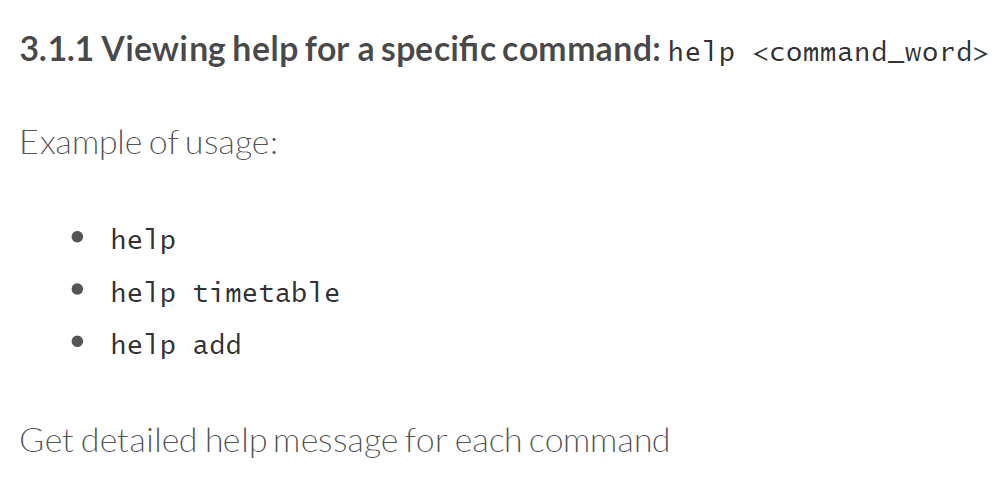 3.1.1 Viewing help for a specific command: help <command_word>
Example of usage:
• help
• help timetable
• help add
Get detailed help message for each command